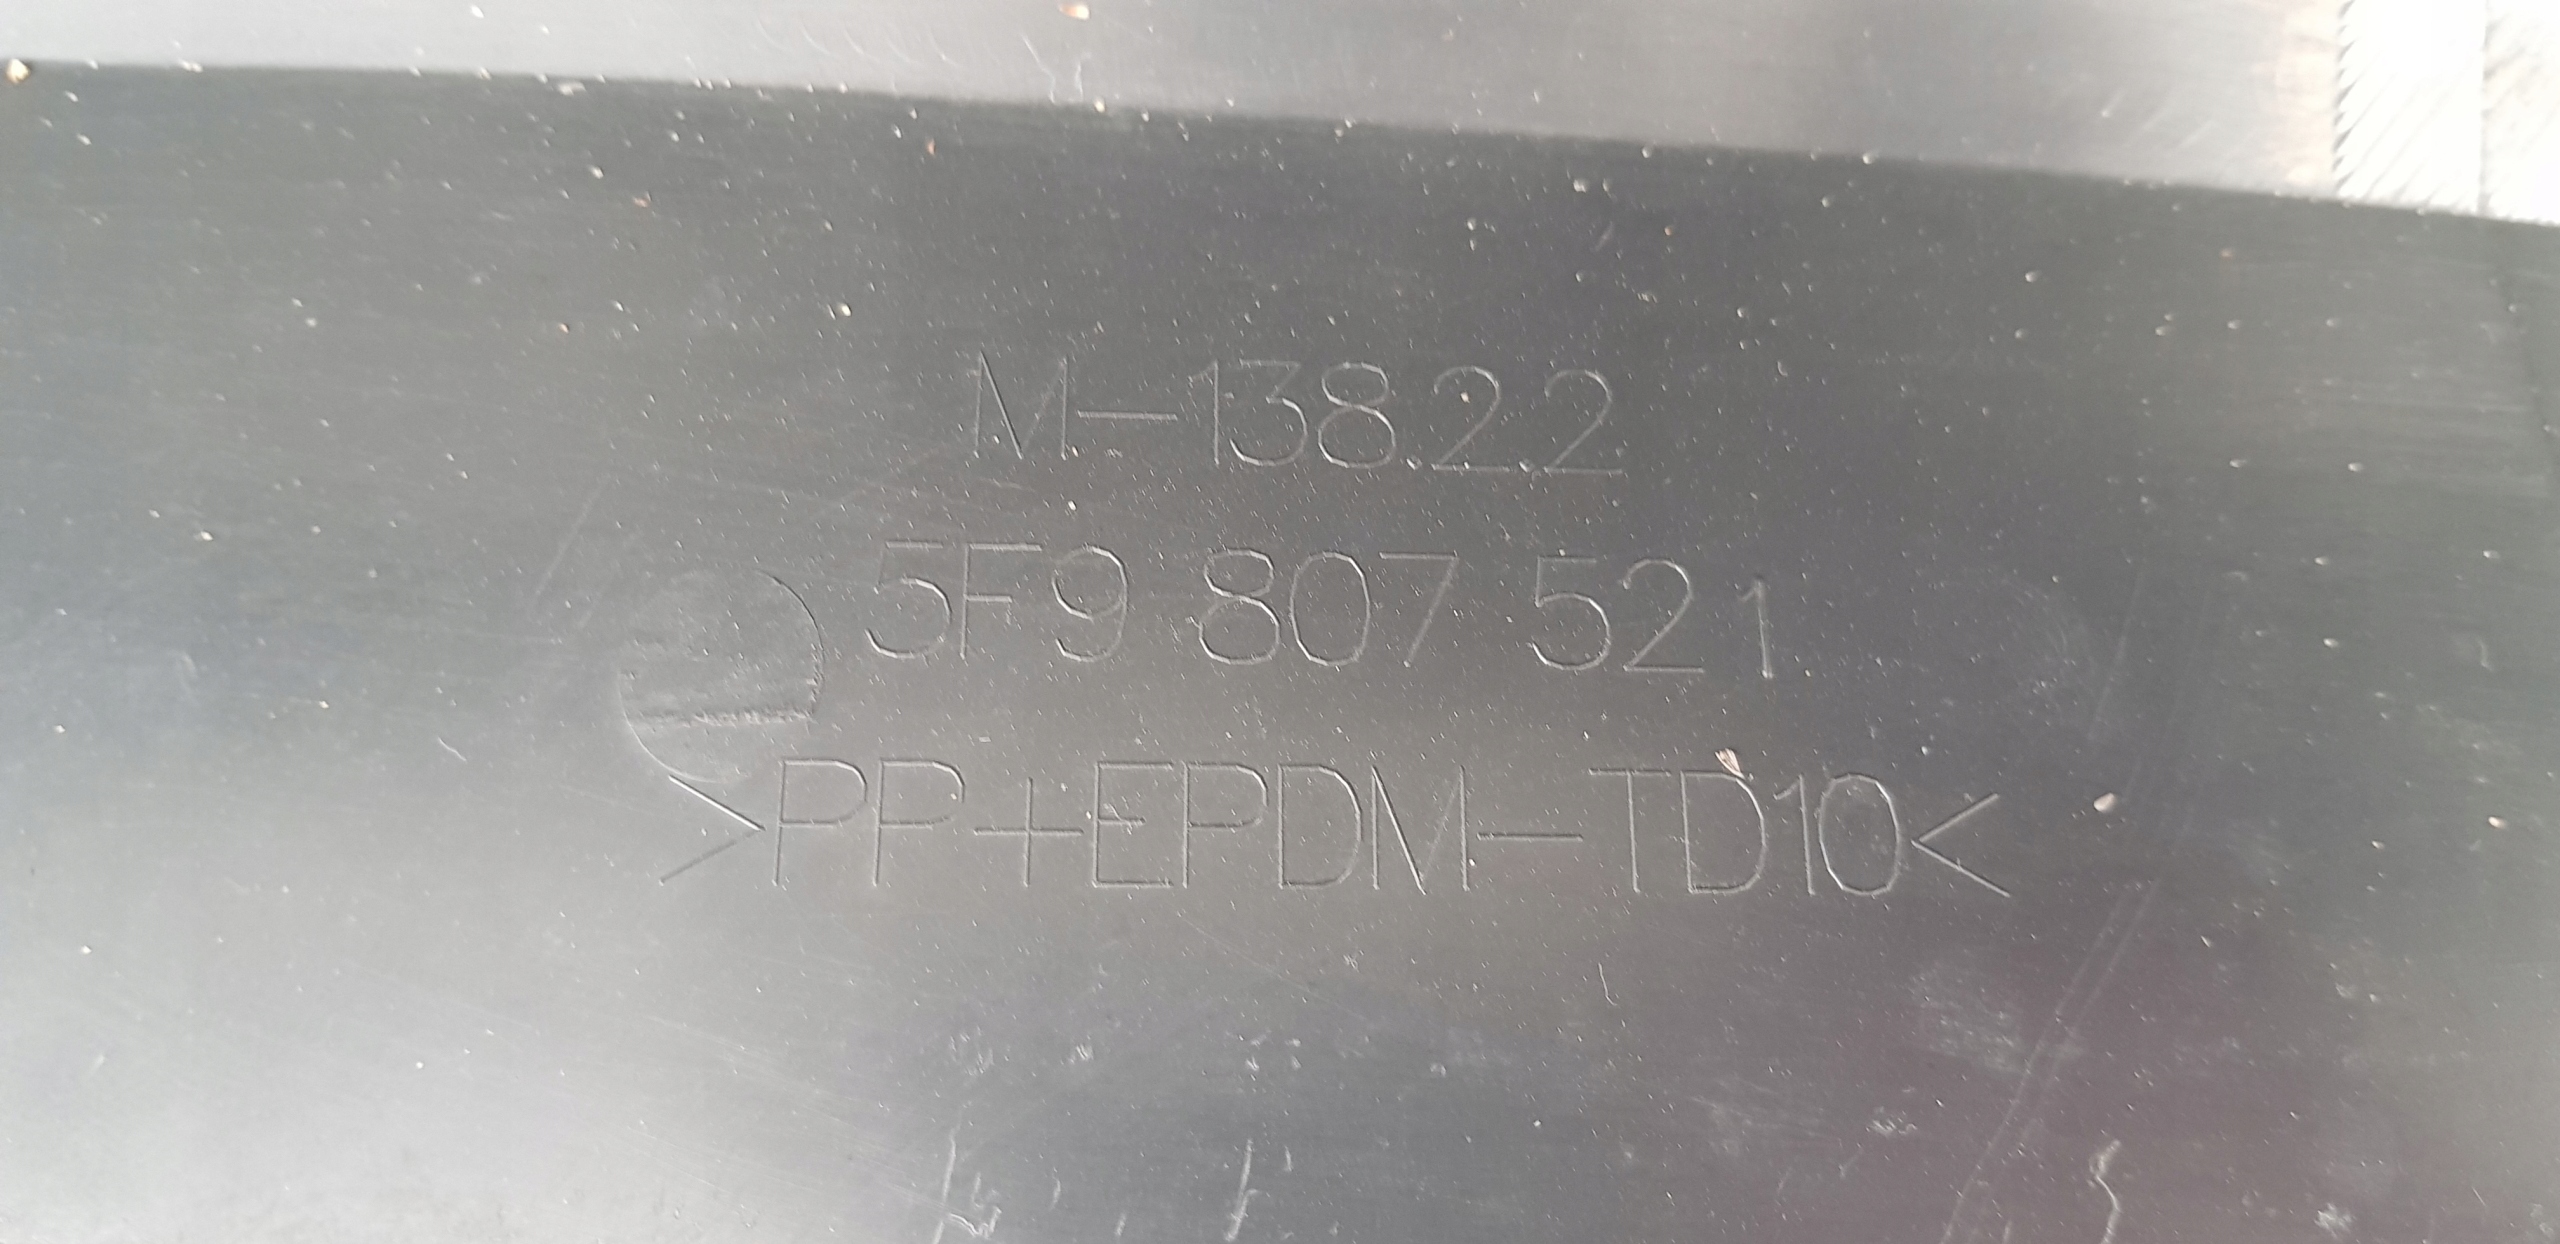 M-138.2.2
5F9 807 521
>PP+EPDM-TD10<